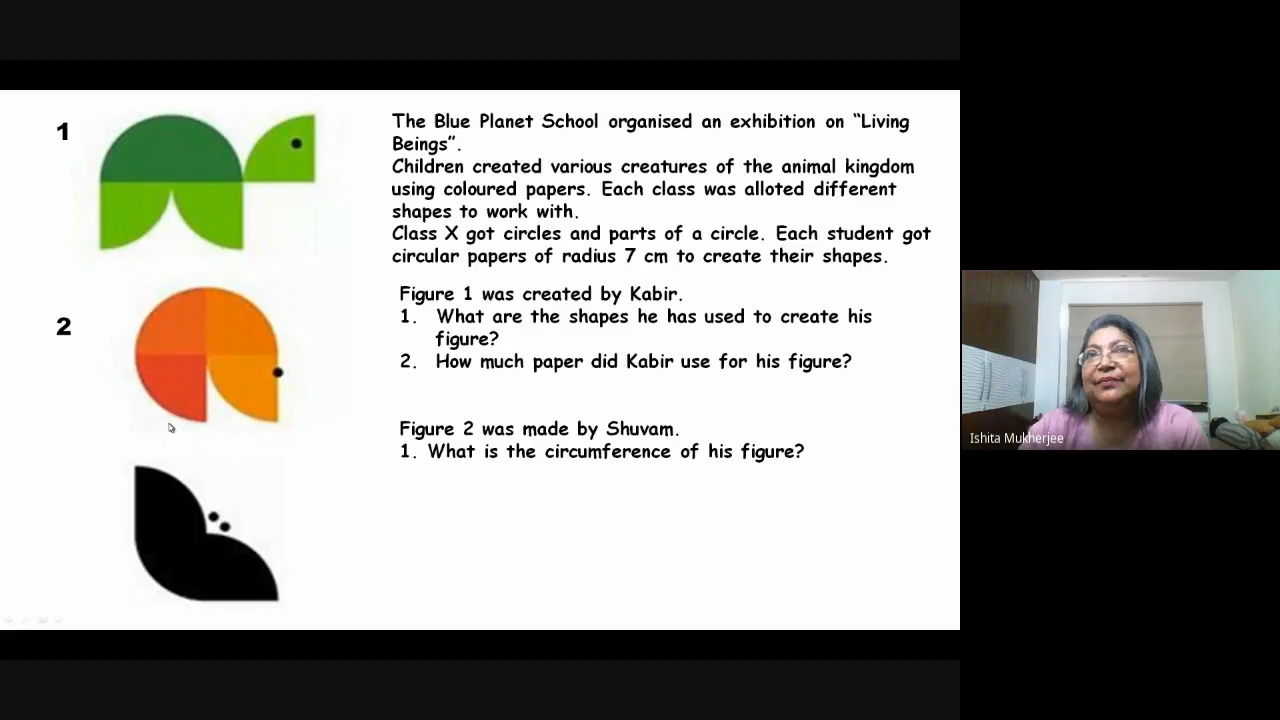 1
The Blue Planet School organised an exhibition on “Living
Beings”.
Children created various creatures of the animal kingdom
using coloured papers. Each class was alloted different
shapes to work with.
Class X got circles and parts of a circle. Each student got
circular papers of radius 7 cm to create their shapes.
Figure 1 was created by Kabir.
1. What are the shapes he has used to create his
figure?
2. How much paper did Kabir use for his figure?
2
Figure 2 was made by Shuvam.
1. What is the circumference of his figure?
Ishita Mukherjee